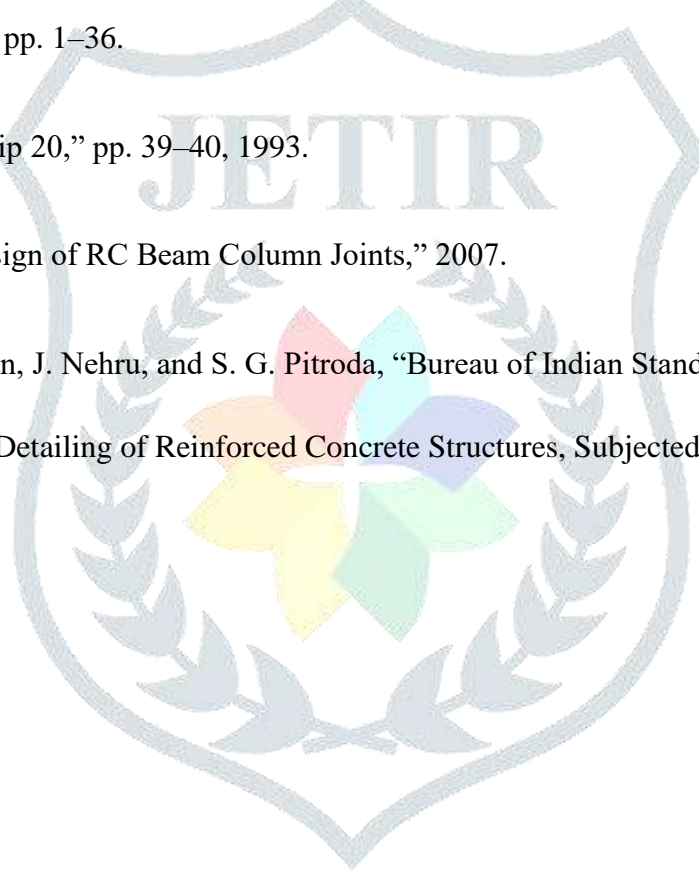 pp. 1–36.
JETIR
ip 20,” pp. 39–40, 1993.
sign of RC Beam Column Joints,” 2007.
n, J. Nehru, and S. G. Pitroda, “Bureau of Indian Stand
Detailing of Reinforced Concrete Structures, Subjected